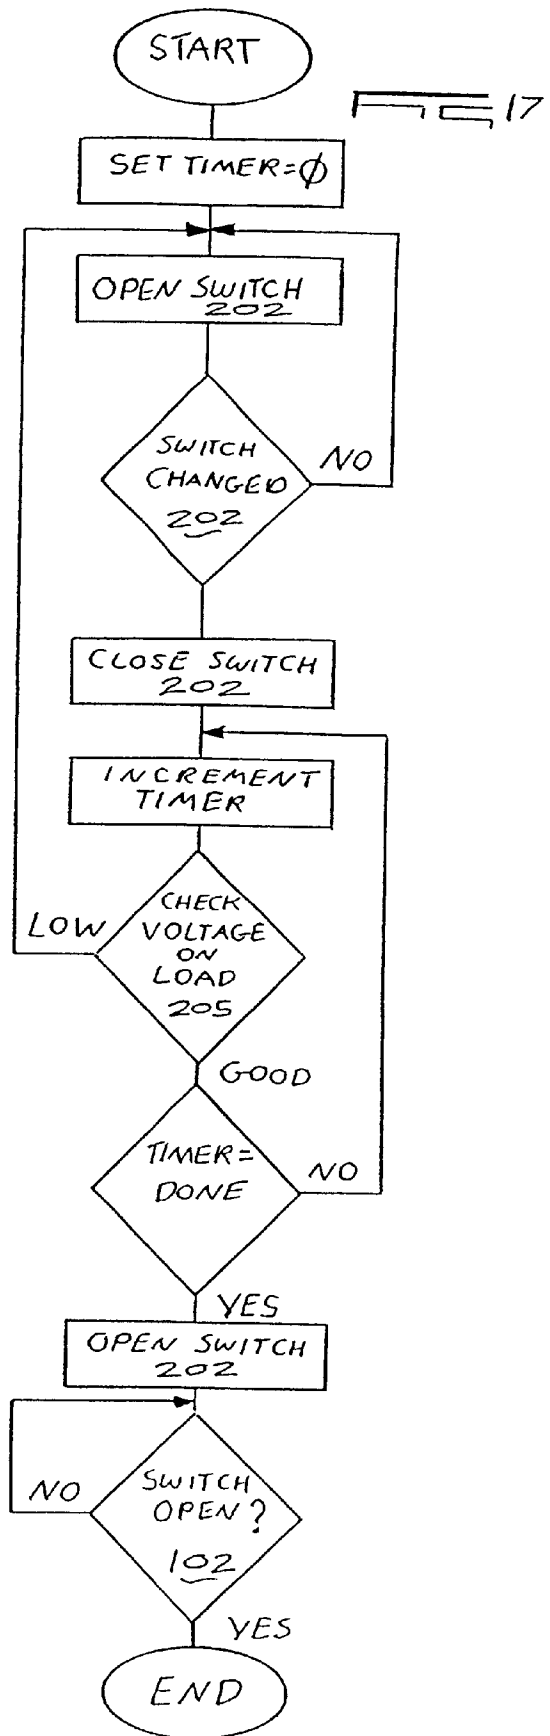 START
FIG 17
SET TIMER=Ø
OPEN SWITCH
202
SWITCH
CHANGED
202
NO
CLOSE SWITCH
202
INCREMENT
TIMER
CHECK
VOLTAGE
ON
LOAD
205
LOW
GOOD
TIMER=
DONE
NO
YES
OPEN SWITCH
202
SWITCH
OPEN?
102
NO
YES
END